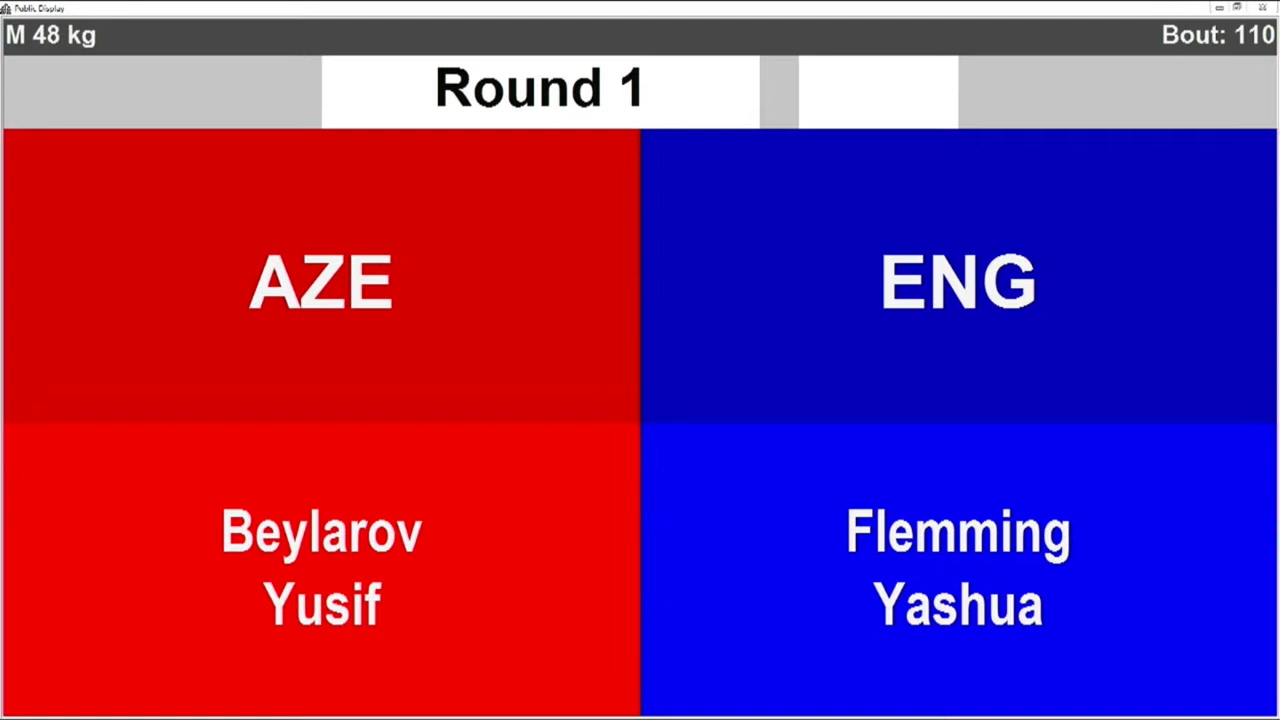 Public Display
M 48 kg
Bout: 110
Round 1
AZE
ENG
Beylarov
Yusif
Flemming
Yashua